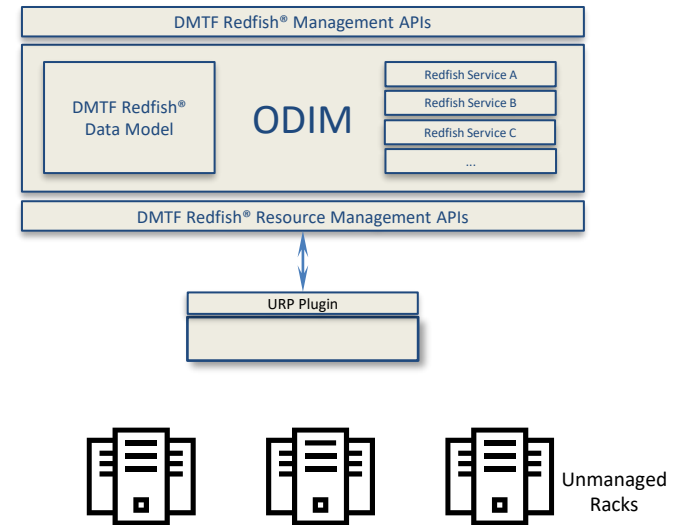 DMTF Redfish® Management APIs
DMTF Redfish®
Data Model
ODIM
Redfish Service A
Redfish Service B
Redfish Service C
...
DMTF Redfish® Resource Management APIs
URP Plugin
Unmanaged
Racks